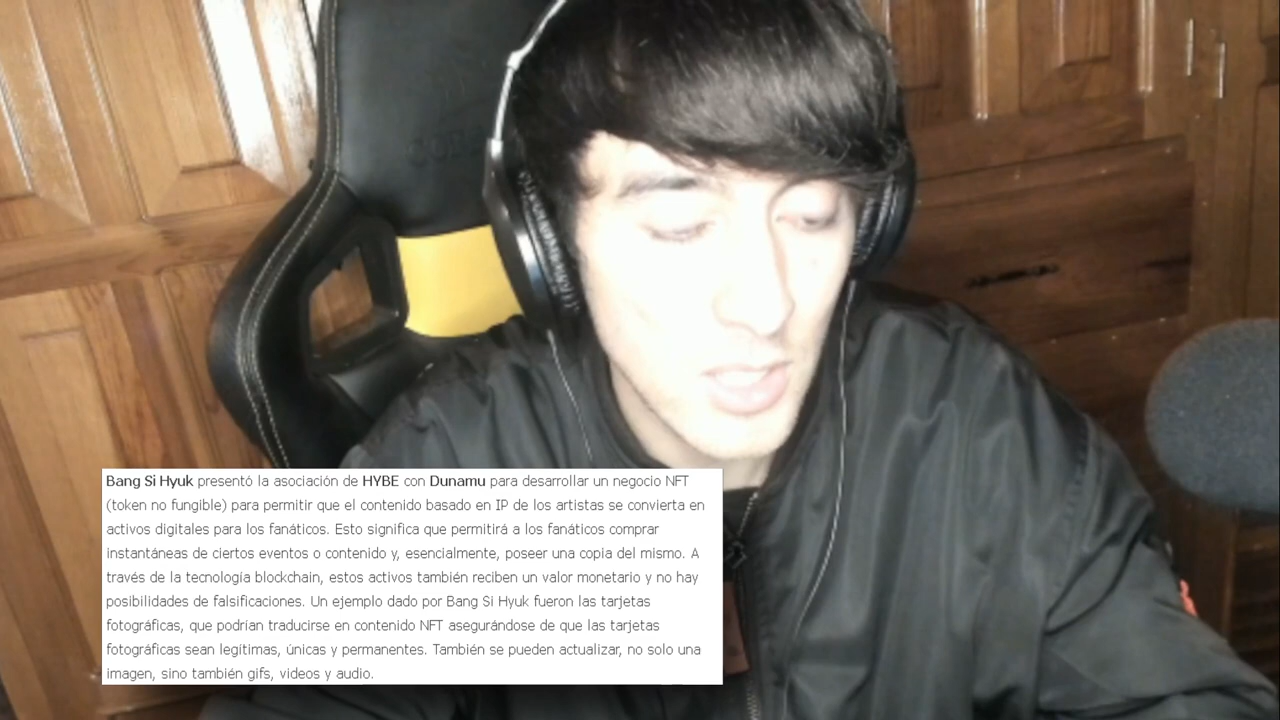 Bang Si Hyuk presentó la asociación de HYBE con Dunamu para desarrollar un negocio NFT
(token no fungible) para permitir que el contenido basado en IP de los artistas se convierta en
activos digitales para los fanáticos. Esto significa que permitirá a los fanáticos comprar
instantáneas de ciertos eventos o contenido y, esencialmente, poseer una copia del mismo. A
través de la tecnología blockchain, estos activos también reciben un valor monetario y no hay
posibilidades de falsificaciones. Un ejemplo dado por Bang Si Hyuk fueron las tarjetas
fotográficas, que podrían traducirse en contenido NFT asegurándose de que las tarjetas
fotográficas sean legítimas, únicas y permanentes. También se pueden actualizar, no solo una
imagen, sino también gifs, videos y audio.